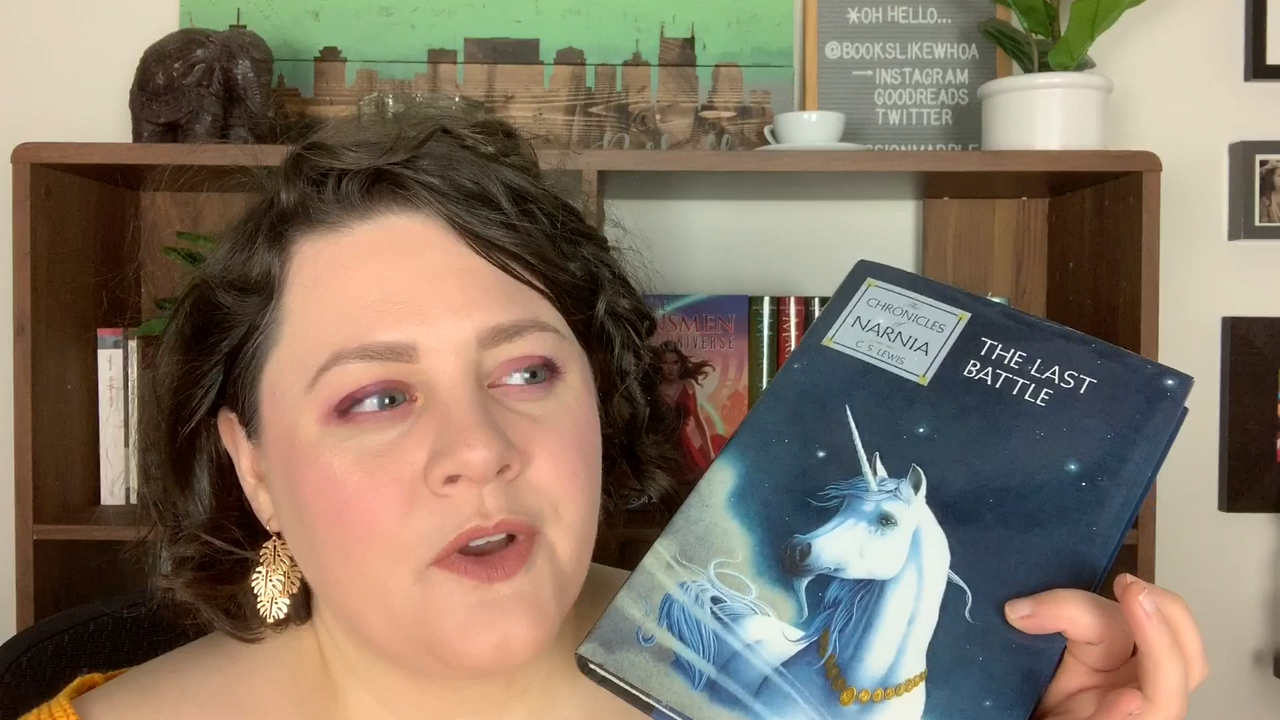 *OH HELLO...
@BOOKSLIKEWHOA
INSTAGRAM
GOODREADS
TWITTER
The
CHRONICLES
of
NARNIA
C·S·LEWIS
THE LAST
BATTLE